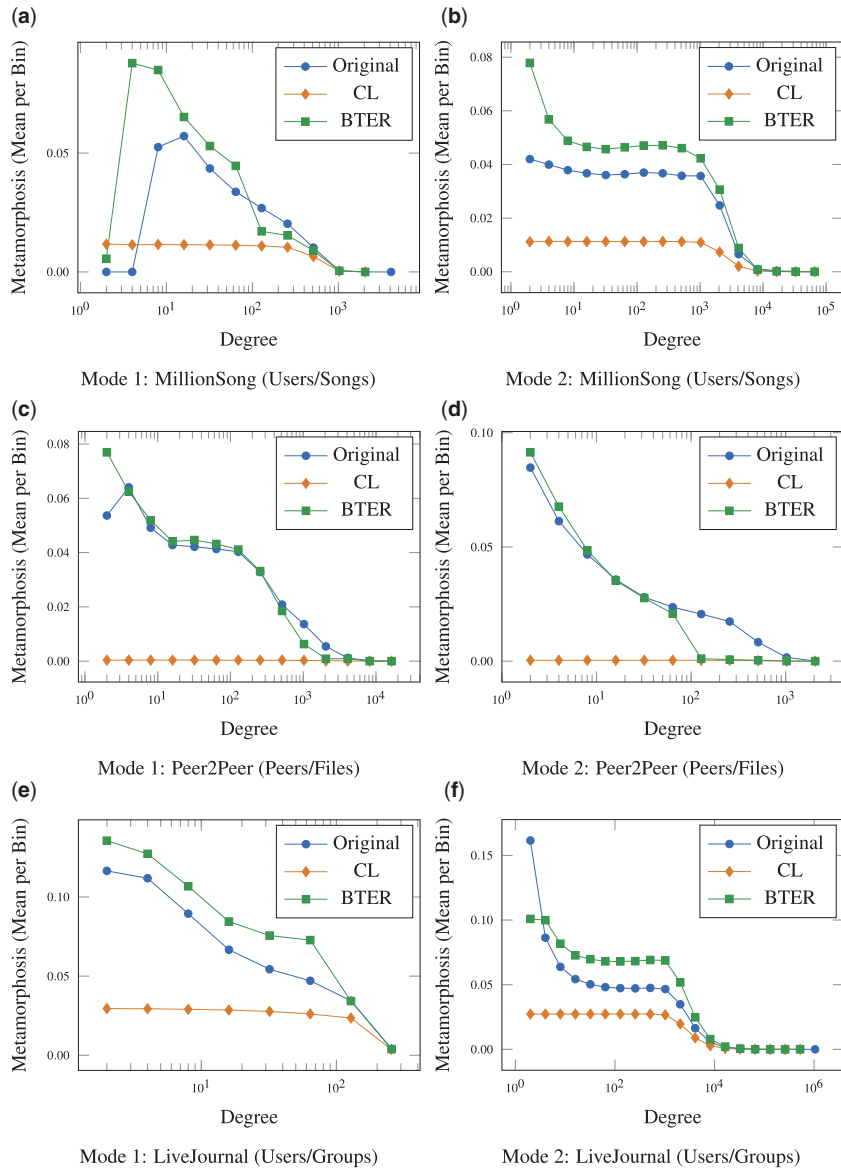 (a)
Metamorphosis (Mean per Bin)
0.05
0.00
Original
CL
BTER
10^0 10^1 10^2 10^3
Degree
Mode 1: MillionSong (Users/Songs)
(b)
Metamorphosis (Mean per Bin)
0.08
0.06
0.04
0.02
0.00
Original
CL
BTER
10^0 10^1 10^2 10^3 10^4 10^5
Degree
Mode 2: MillionSong (Users/Songs)
(c)
Metamorphosis (Mean per Bin)
0.08
0.06
0.04
0.02
0.00
Original
CL
BTER
10^0 10^1 10^2 10^3 10^4
Degree
Mode 1: Peer2Peer (Peers/Files)
(d)
Metamorphosis (Mean per Bin)
0.10
0.05
0.00
Original
CL
BTER
10^0 10^1 10^2 10^3
Degree
Mode 2: Peer2Peer (Peers/Files)
(e)
Metamorphosis (Mean per Bin)
0.10
0.05
0.00
Original
CL
BTER
10^1 10^2
Degree
Mode 1: LiveJournal (Users/Groups)
(f)
Metamorphosis (Mean per Bin)
0.15
0.10
0.05
0.00
Original
CL
BTER
10^0 10^2 10^4 10^6
Degree
Mode 2: LiveJournal (Users/Groups)